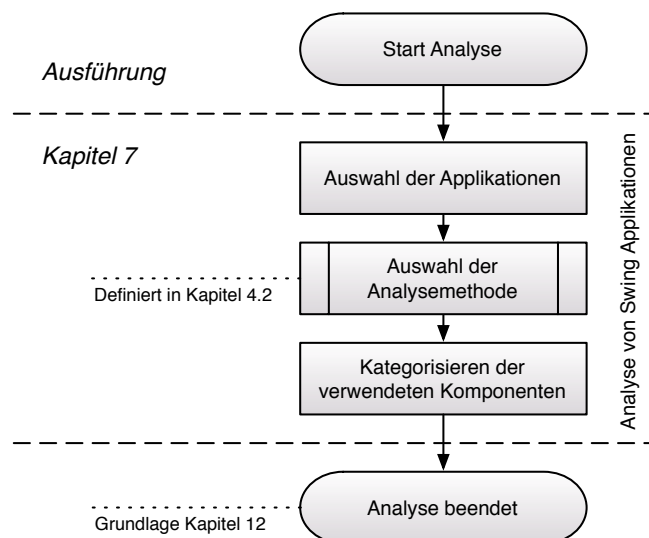 Start Analyse
Ausführung
Kapitel 7
Auswahl der Applikationen
Auswahl der
Analysemethode
Definiert in Kapitel 4.2
Kategorisieren der
verwendeten Komponenten
Analyse von Swing Applikationen
Analyse beendet
Grundlage Kapitel 12